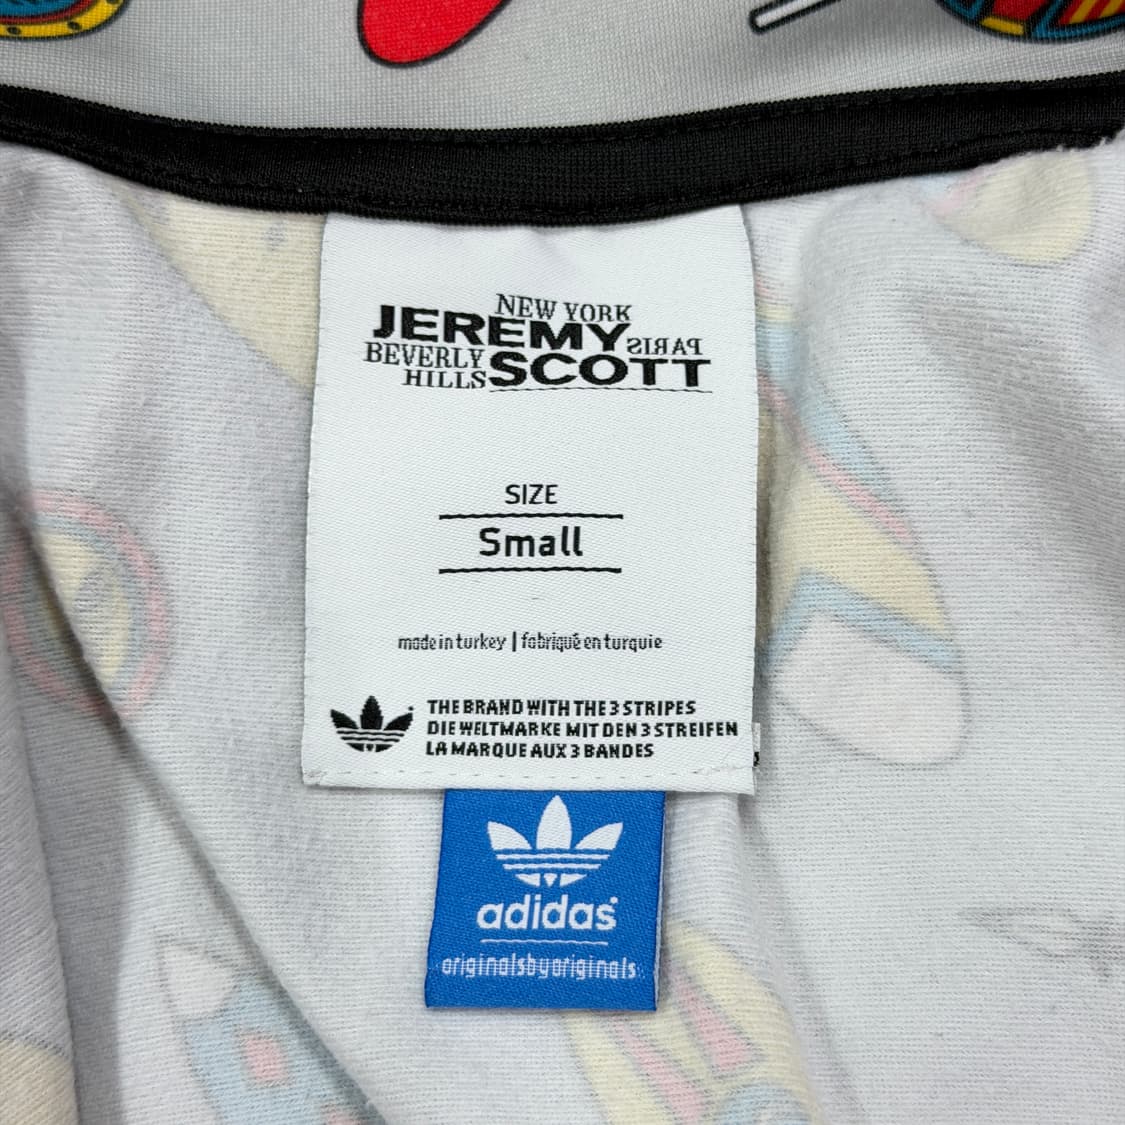 NEW YORK
JEREMY PARIS
BEVERLY SCOTT
HILLS
SIZE
Small
made in turkey | fabriqué en turquie
THE BRAND WITH THE 3 STRIPES
DIE WELTMARKE MIT DEN 3 STREIFEN
LA MARQUE AUX 3 BANDES
adidas
originalsbyoriginals